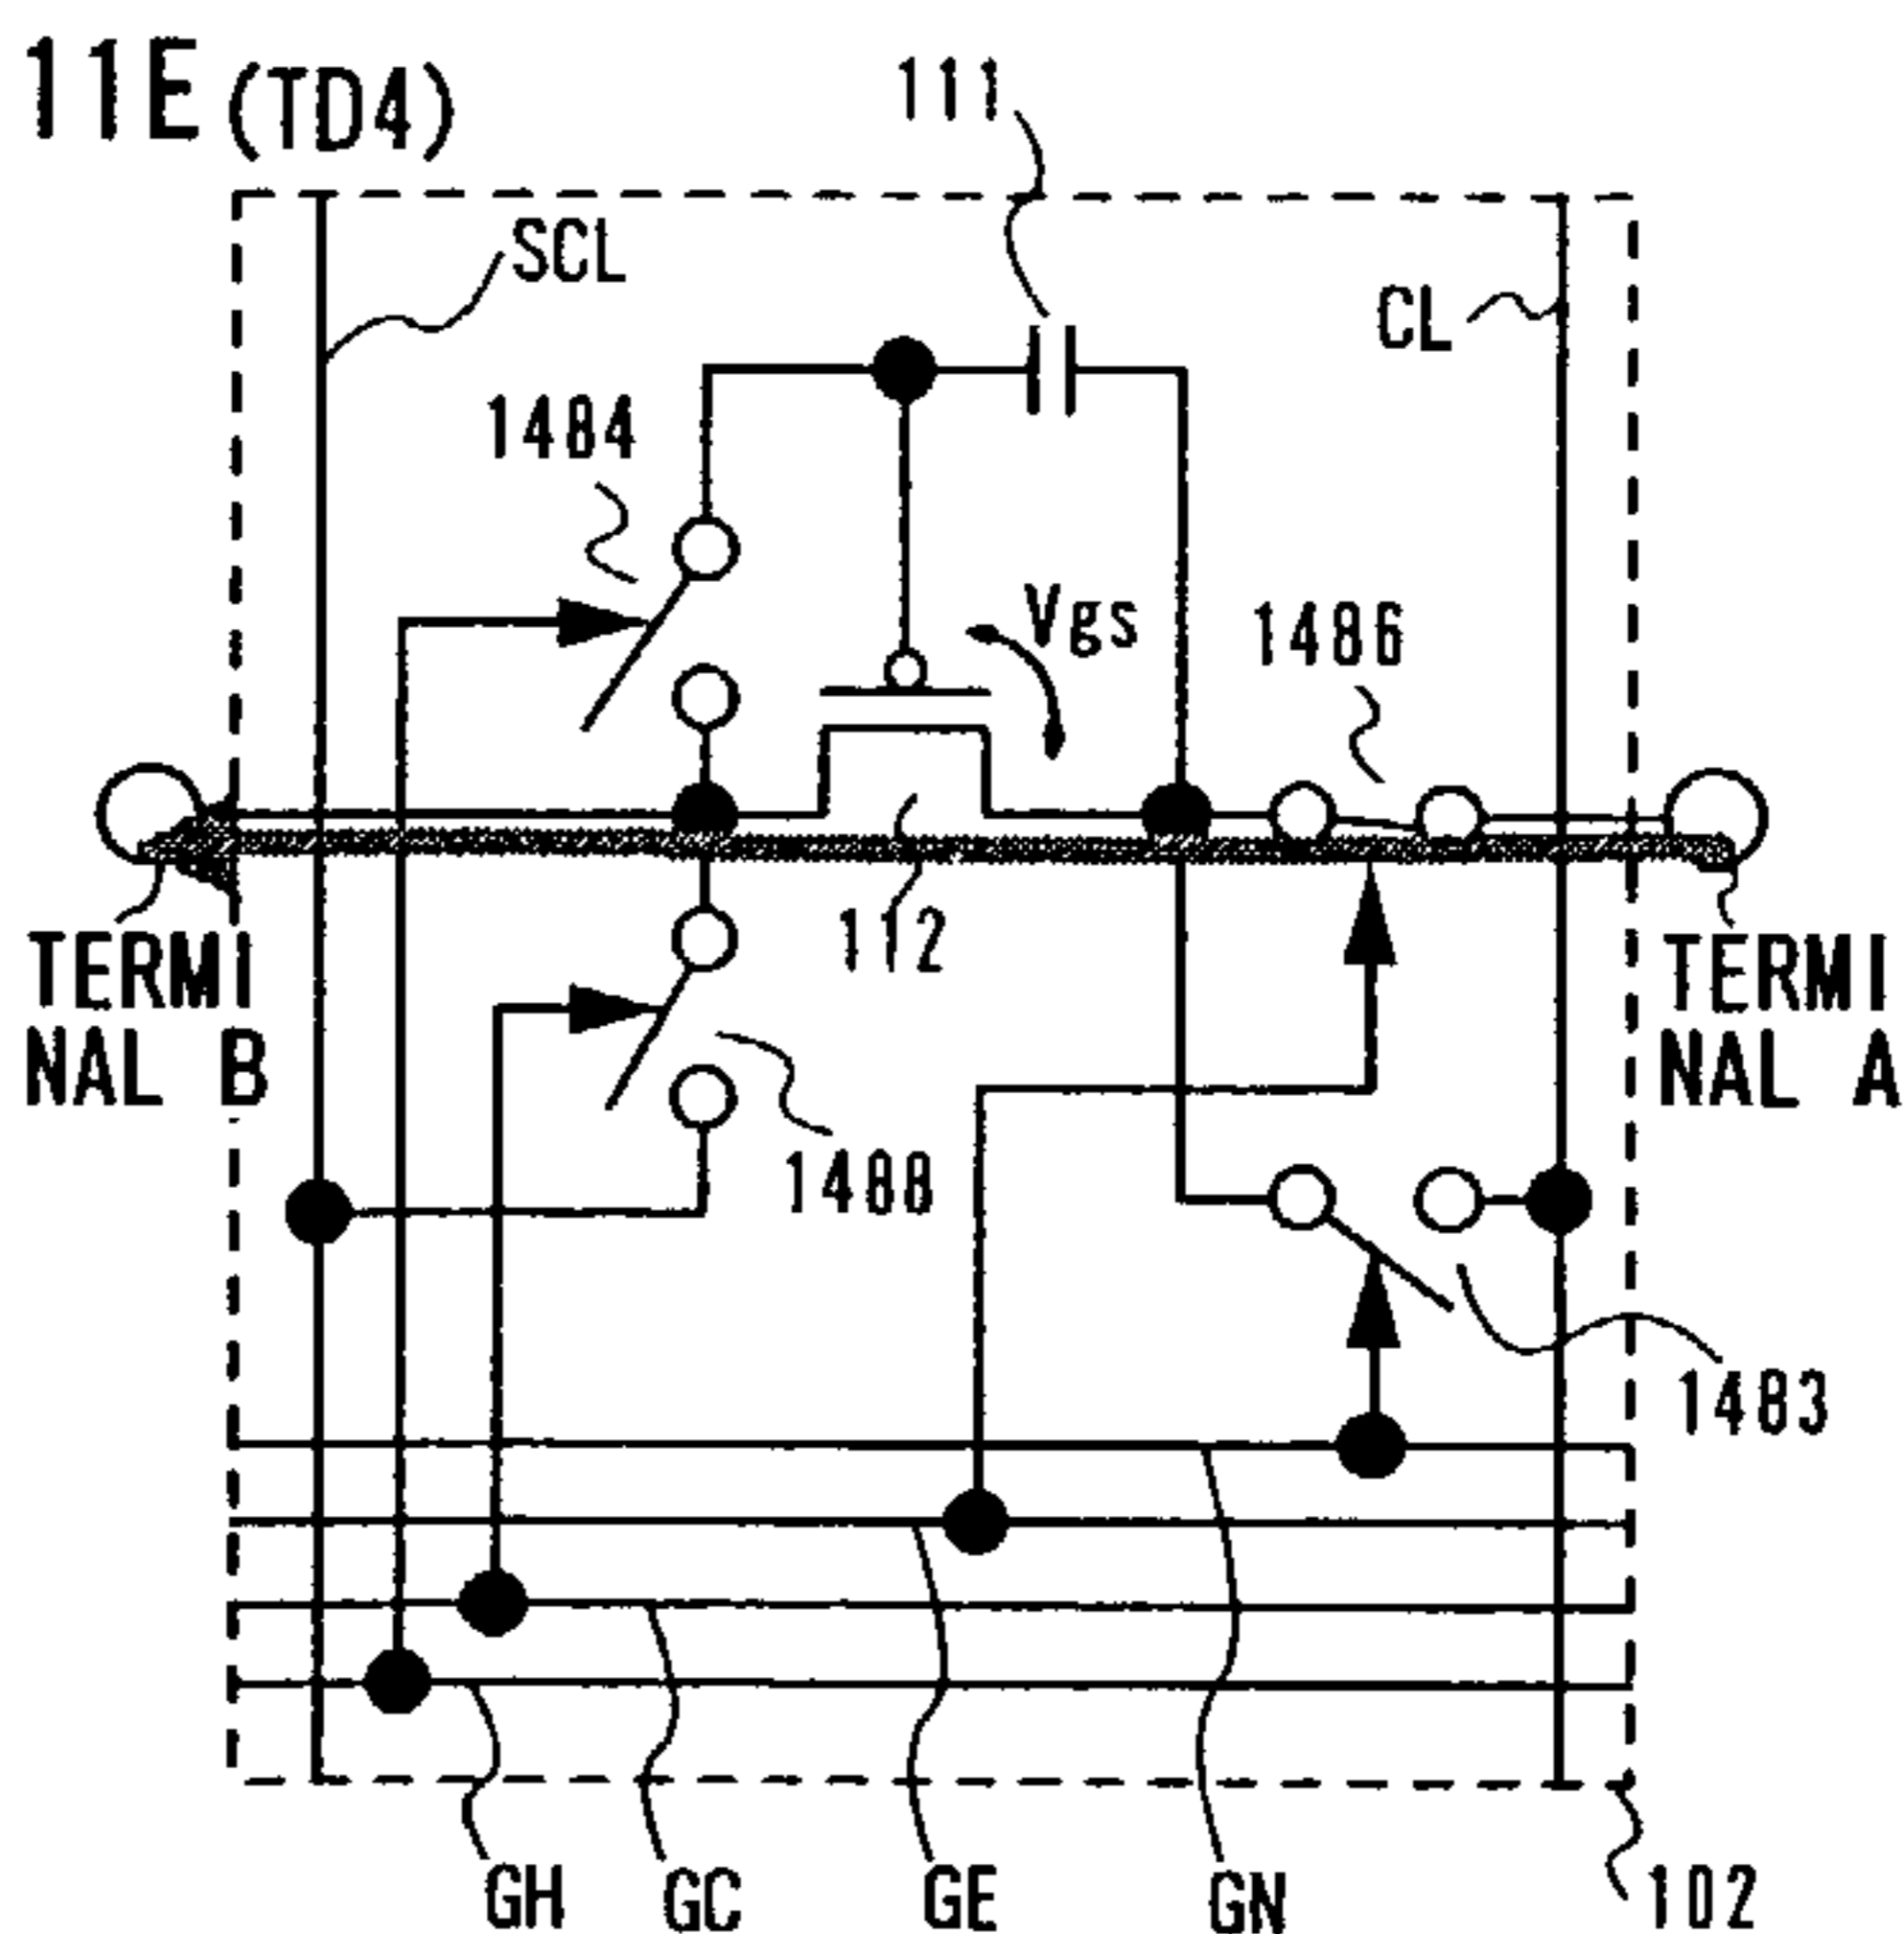 11E (TD4)
111
SCL
CL
1484
Vgs
1486
TERMI
NAL B
112
TERMI
NAL A
1488
1483
GH
GC
GE
GN
102